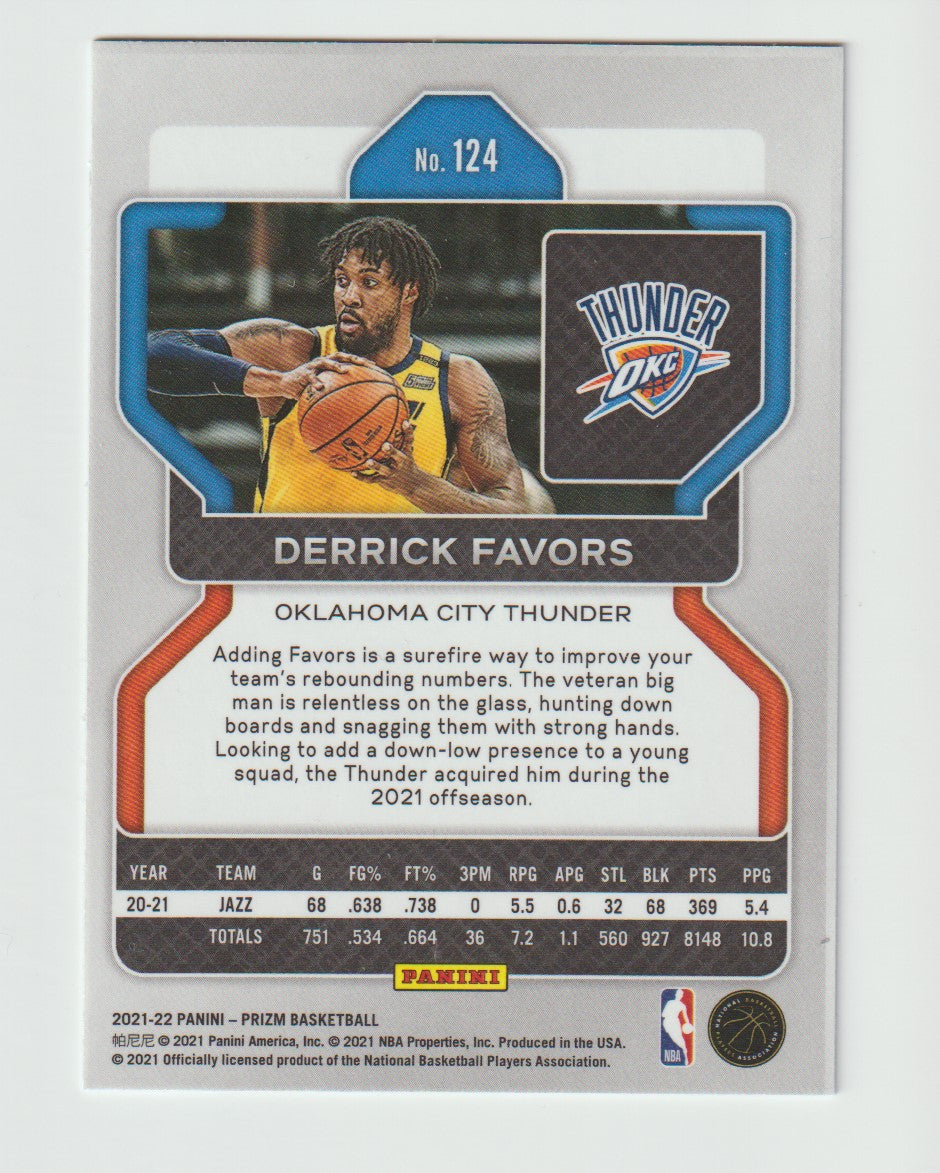 No. 124
THUNDER
OKC
DERRICK FAVORS
OKLAHOMA CITY THUNDER
Adding Favors is a surefire way to improve your
team's rebounding numbers. The veteran big
man is relentless on the glass, hunting down
boards and snagging them with strong hands.
Looking to add a down-low presence to a young
squad, the Thunder acquired him during the
2021 offseason.
YEAR TEAM G FG% FT% 3PM RPG APG STL BLK PTS PPG
20-21 JAZZ 68 .638 .738 0 5.5 0.6 32 68 369 5.4
TOTALS 751 .534 .664 36 7.2 1.1 560 927 8148 10.8
PANINI
2021-22 PANINI – PRIZM BASKETBALL
帕尼尼 © 2021 Panini America, Inc. © 2021 NBA Properties, Inc. Produced in the USA.
© 2021 Officially licensed product of the National Basketball Players Association.
NBA
NATIONAL BASKETBALL
PLAYERS ASSOCIATION